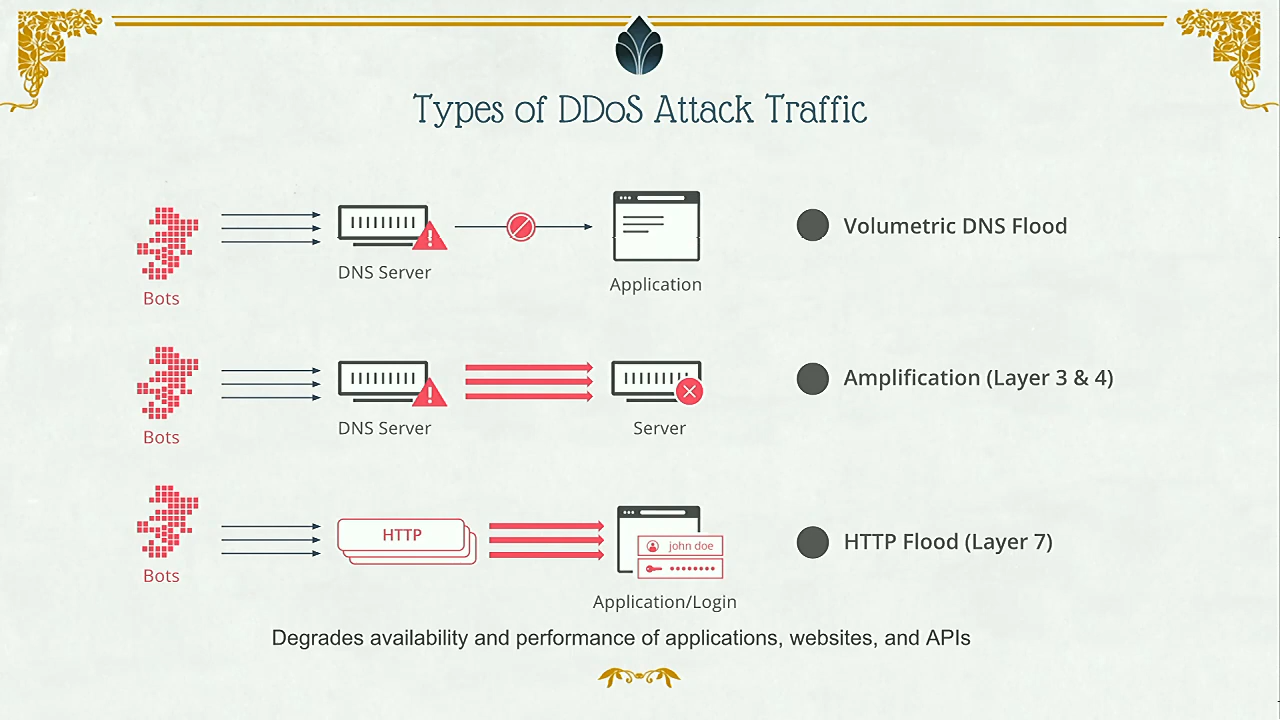 Types of DDoS Attack Traffic
Bots
DNS Server
Application
Volumetric DNS Flood
Bots
DNS Server
Server
Amplification (Layer 3 & 4)
Bots
HTTP
john doe
Application/Login
HTTP Flood (Layer 7)
Degrades availability and performance of applications, websites, and APIs